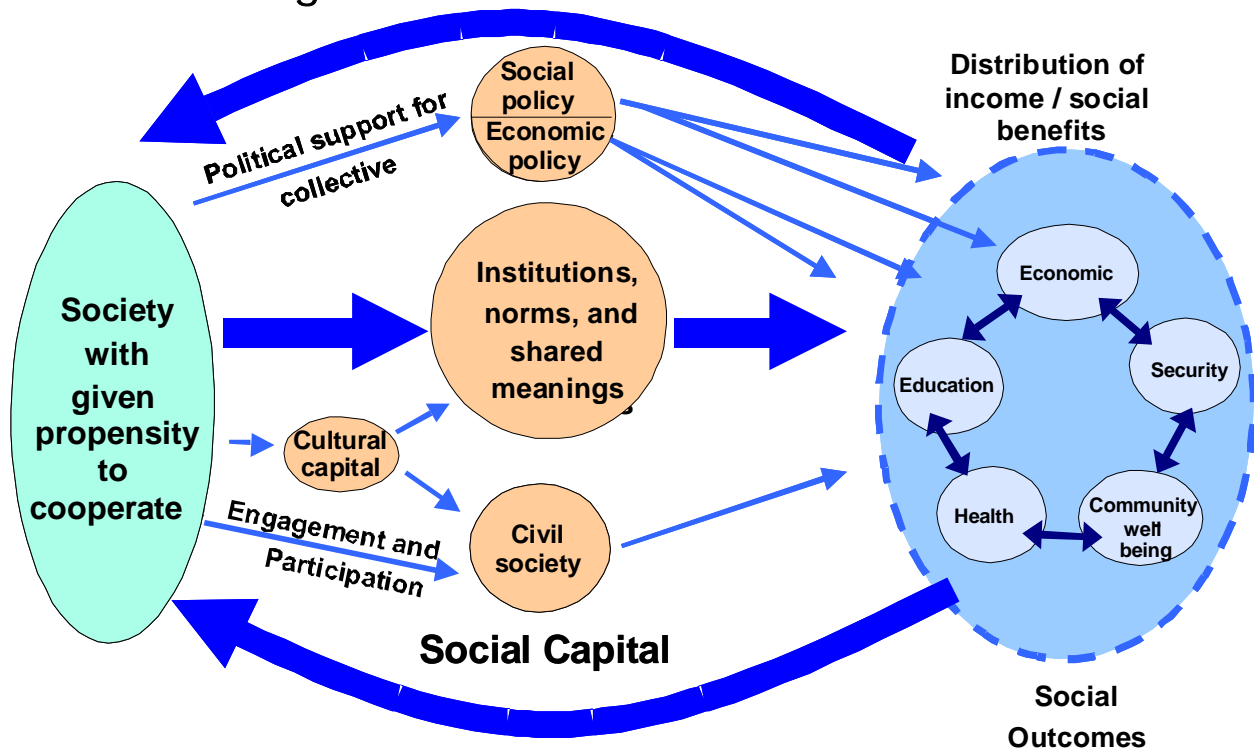 Social
policy
Economic
policy
Distribution of
income / social
benefits
Political support for
collective
Institutions,
norms, and
shared
meanings
Society
with
given
propensity
to
cooperate
Economic
Security
Education
Cultural
capital
Health
Community
well
being
Engagement and
Participation
Civil
society
Social Capital
Social
Outcomes